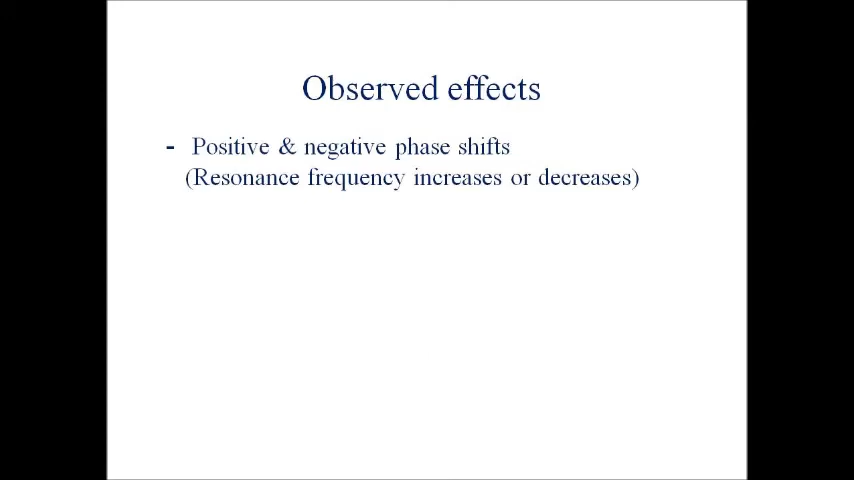 Observed effects
- Positive & negative phase shifts
(Resonance frequency increases or decreases)